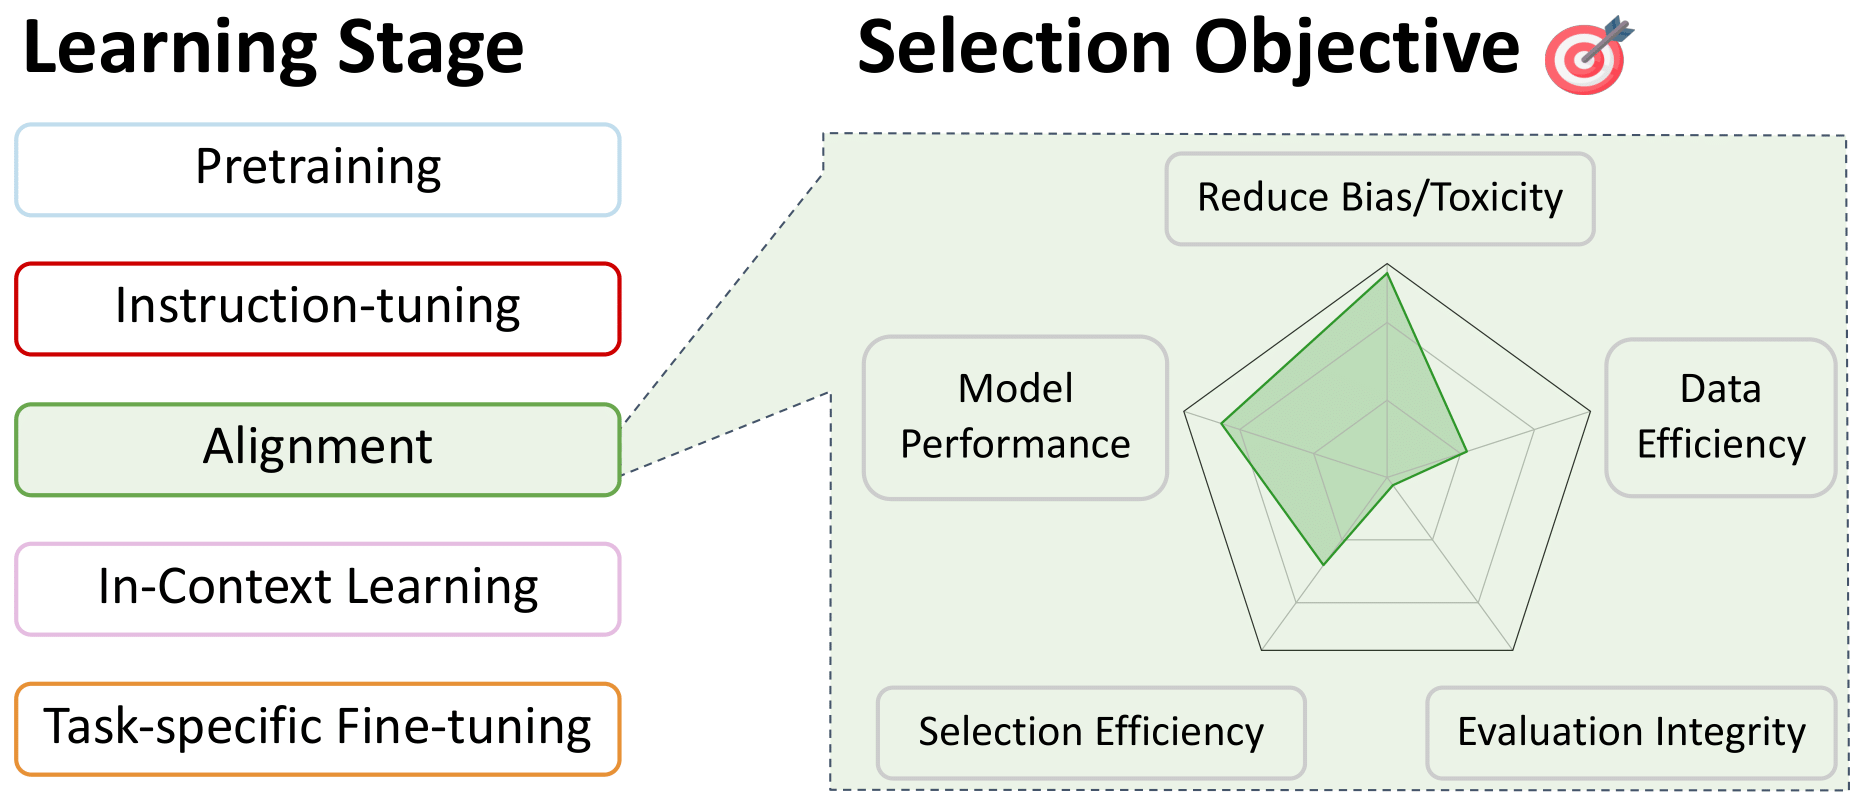 Learning Stage
Pretraining
Instruction-tuning
Alignment
In-Context Learning
Task-specific Fine-tuning
Selection Objective
Reduce Bias/Toxicity
Model
Performance
Data
Efficiency
Selection Efficiency
Evaluation Integrity